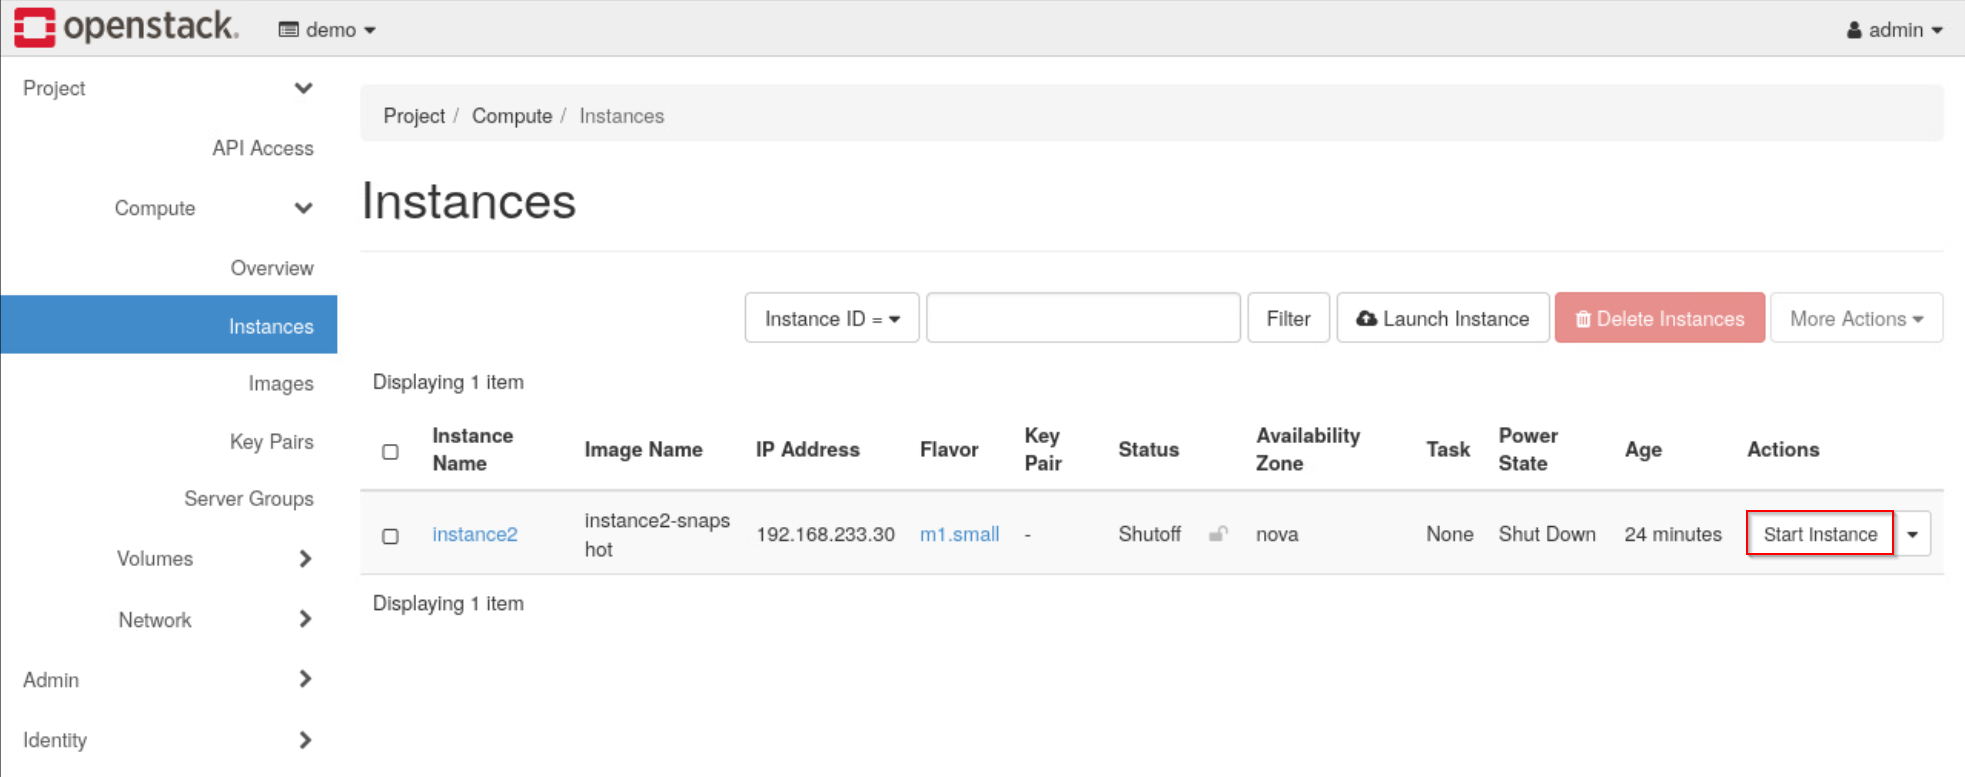 openstack. demo admin
Project
Project / Compute / Instances
API Access
Compute
Instances
Overview
Instances
Instance ID = Filter Launch Instance Delete Instances More Actions
Images
Displaying 1 item
Key Pairs
Instance Name Image Name IP Address Flavor Key Pair Status Availability Zone Task Power State Age Actions
Server Groups
instance2 instance2-snaps
hot 192.168.233.30 m1.small - Shutoff nova None Shut Down 24 minutes Start Instance
Volumes
Displaying 1 item
Network
Admin
Identity